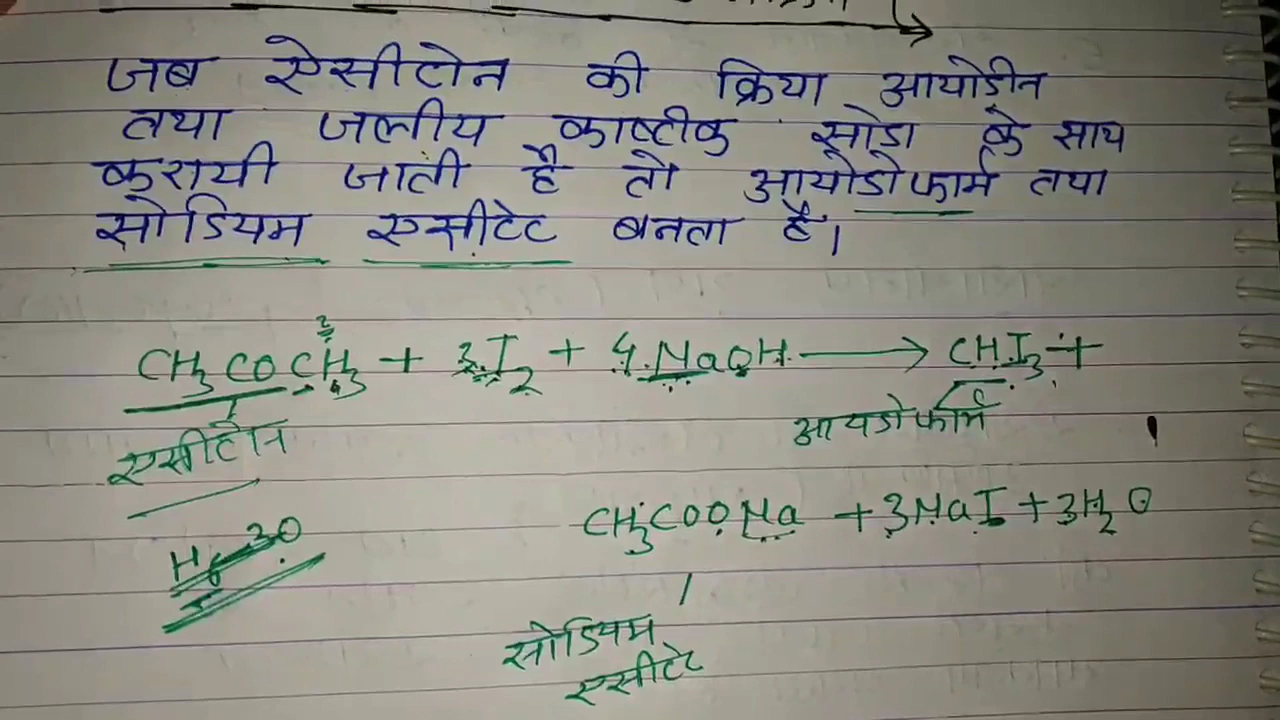 जब ऐसीटोन की क्रिया आयोडीन
तथा जलीय काष्टीक सोडा के साथ
करायी जाती है तो आयोडोफार्म तथा
सोडियम एसीटेट बनता है।
CH₃COCH₃ + 3I₂ + 4NaOH ⟶ CHI₃ +
एसीटोन
आयडोफार्म
CH₃COONa + 3NaI + 3H₂O
सोडियम
एसीटेट